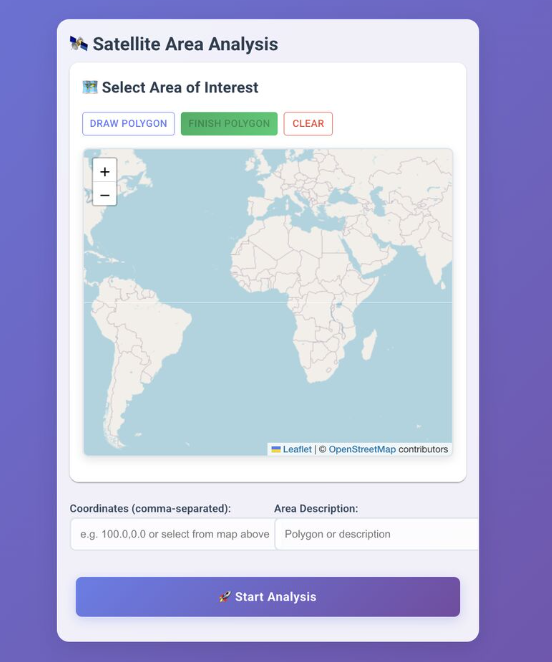 Satellite Area Analysis
Select Area of Interest
DRAW POLYGON FINISH POLYGON CLEAR
+
−
Leaflet | © OpenStreetMap contributors
Coordinates (comma-separated): Area Description:
e.g. 100.0,0.0 or select from map above Polygon or description
Start Analysis